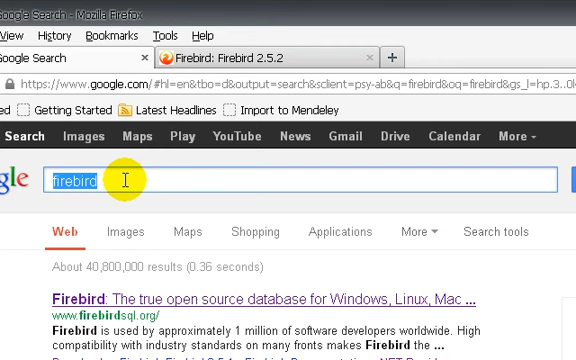 Google Search - Mozilla Firefox
View History Bookmarks Tools Help
Google Search Firebird: Firebird 2.5.2
https://www.google.com/#hl=en&tbo=d&output=search&sclient=psy-ab&q=firebird&oq=firebird&gs_l=hp.3..0
Getting Started Latest Headlines Import to Mendeley
Search Images Maps Play YouTube News Gmail Drive Calendar More
gle firebird
Web Images Maps Shopping Applications More Search tools
About 40,800,000 results (0.36 seconds)
Firebird: The true open source database for Windows, Linux, Mac ...
www.firebirdsql.org/
Firebird is used by approximately 1 million of software developers worldwide. High
compatibility with industry standards on many fronts makes Firebird the ...